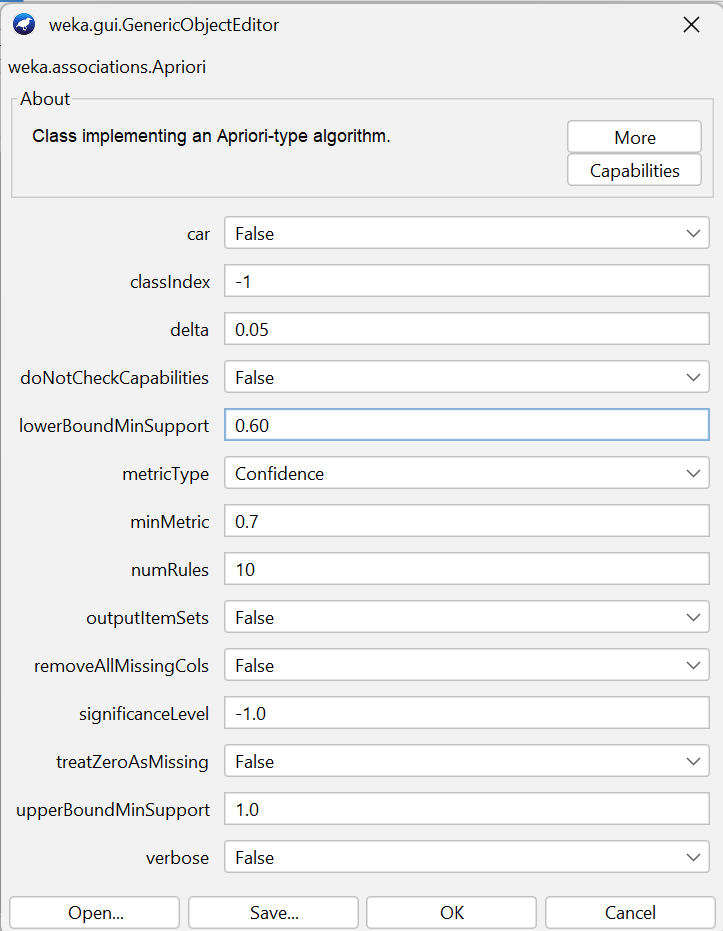 weka.gui.GenericObjectEditor
weka.associations.Apriori
About
Class implementing an Apriori-type algorithm.
More
Capabilities
car False
classIndex -1
delta 0.05
doNotCheckCapabilities False
lowerBoundMinSupport 0.60
metricType Confidence
minMetric 0.7
numRules 10
outputItemSets False
removeAllMissingCols False
significanceLevel -1.0
treatZeroAsMissing False
upperBoundMinSupport 1.0
verbose False
Open... Save... OK Cancel